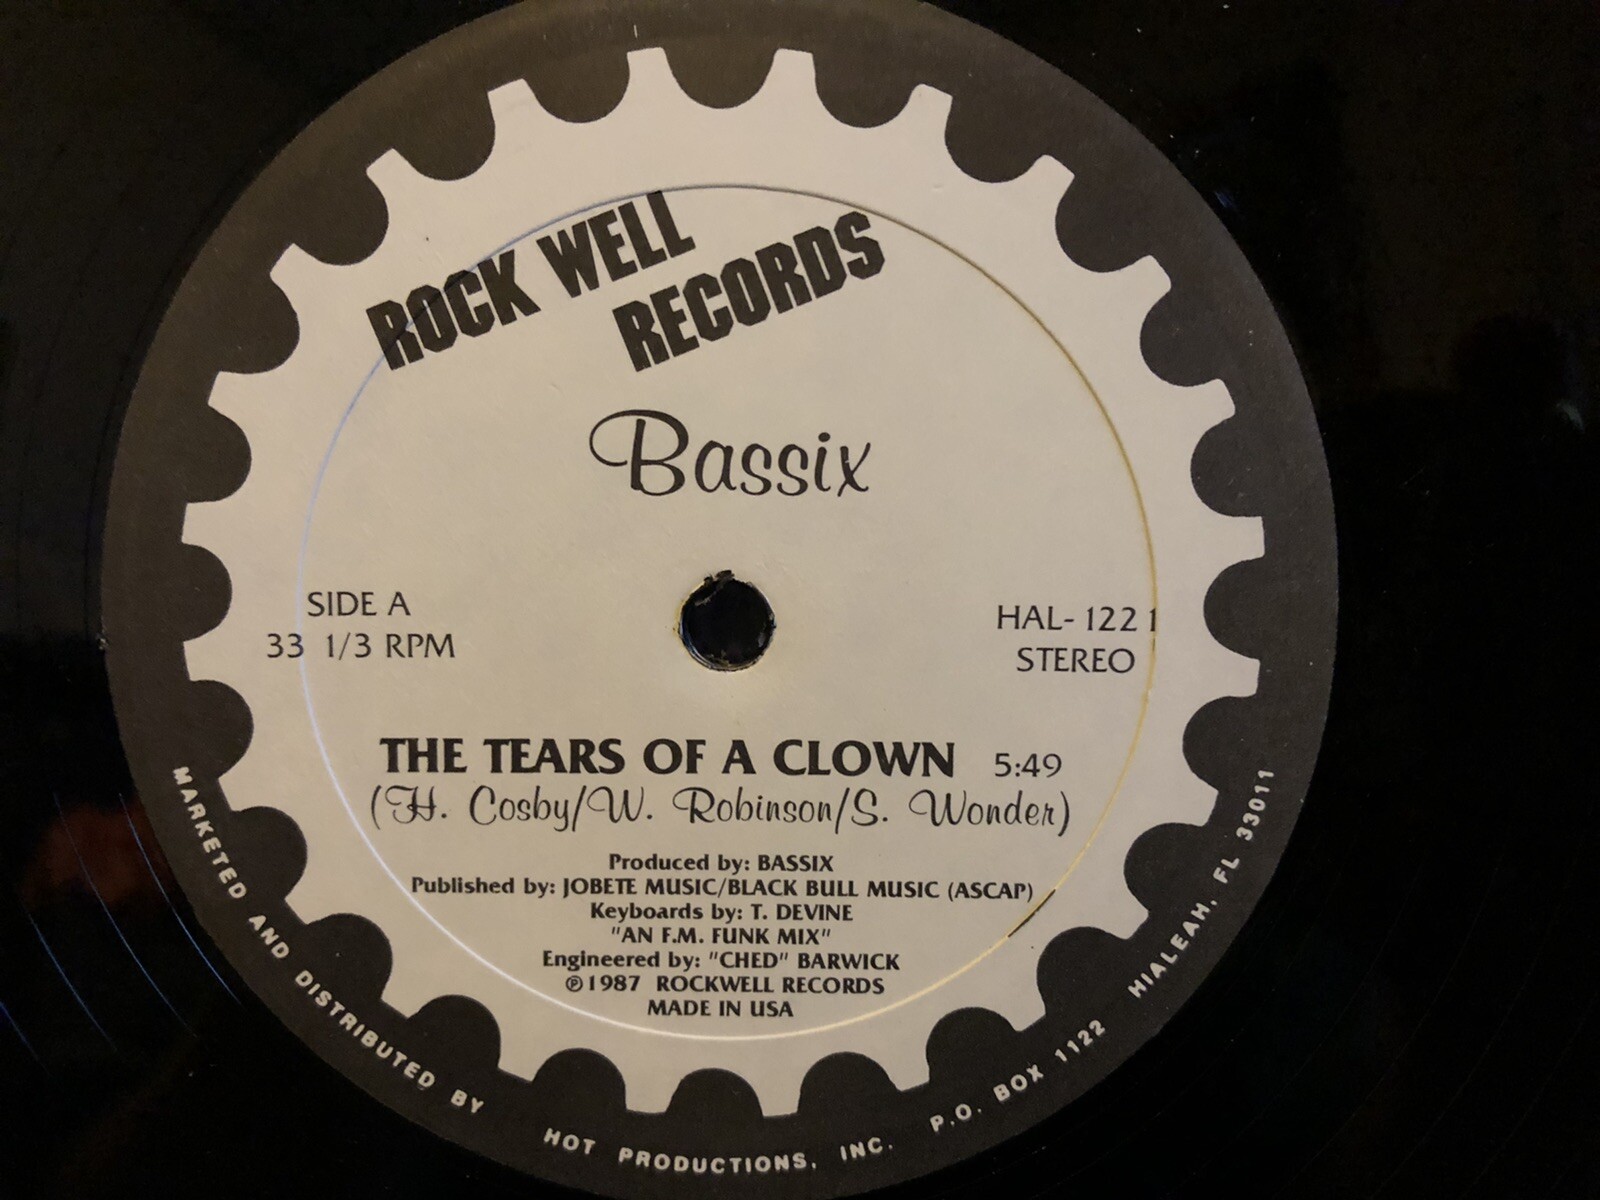 ROCK WELL
RECORDS
Bassix
SIDE A
33 1/3 RPM
HAL- 122 1
STEREO
THE TEARS OF A CLOWN 5:49
(H. Cosby/W. Robinson/S. Wonder)
Produced by: BASSIX
Published by: JOBETE MUSIC/BLACK BULL MUSIC (ASCAP)
Keyboards by: T. DEVINE
"AN F.M. FUNK MIX"
Engineered by: "CHED" BARWICK
℗1987 ROCKWELL RECORDS
MADE IN USA
MARKETED AND DISTRIBUTED BY HOT PRODUCTIONS, INC. P.O. BOX 1122 HIALEAH, FL 33011